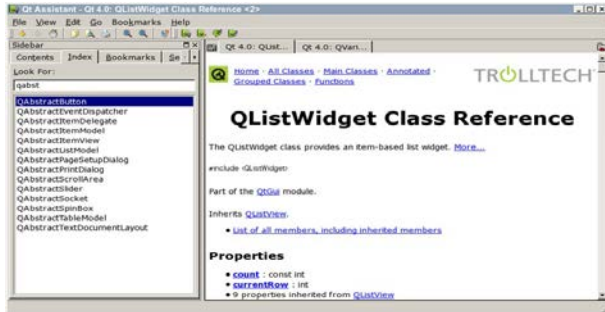 Qt Assistant - Qt 4.0: QListWidget Class Reference <2>
File View Edit Go Bookmarks Help
Sidebar
Contents Index Bookmarks Se
Look For:
qabst
QAbstractButton
QAbstractEventDispatcher
QAbstractItemDelegate
QAbstractItemModel
QAbstractItemView
QAbstractListModel
QAbstractPageSetupDialog
QAbstractPrintDialog
QAbstractScrollArea
QAbstractSlider
QAbstractSocket
QAbstractSpinBox
QAbstractTableModel
QAbstractTextDocumentLayout
Qt 4.0: QList... Qt 4.0: QVari...
Home · All Classes · Main Classes · Annotated ·
Grouped Classes · Functions
TROLLTECH
QListWidget Class Reference
The QListWidget class provides an item-based list widget. More...
#include <QListWidget>
Part of the QtGui module.
Inherits QListView.
• List of all members, including inherited members
Properties
• count : const int
• currentRow : int
• 9 properties inherited from QListView